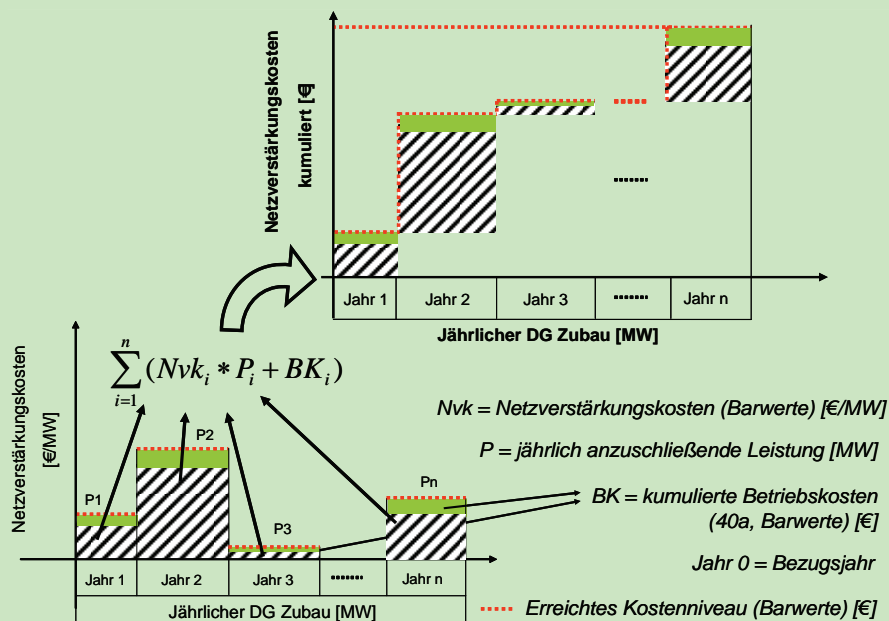 Netzverstärkungskosten
kumuliert [€]
Jahr 1
Jahr 2
Jahr 3
........
Jahr n
Jährlicher DG Zubau [MW]
Netzverstärkungskosten
[€/MW]
n
∑(Nvk_i * P_i + BK_i)
i=1
P1
P2
P3
Pn
Jahr 1
Jahr 2
Jahr 3
........
Jahr n
Jährlicher DG Zubau [MW]
Nvk = Netzverstärkungskosten (Barwerte) [€/MW]
P = jährlich anzuschließende Leistung [MW]
BK = kumulierte Betriebskosten
(40a, Barwerte) [€]
Jahr 0 = Bezugsjahr
Erreichtes Kostenniveau (Barwerte) [€]